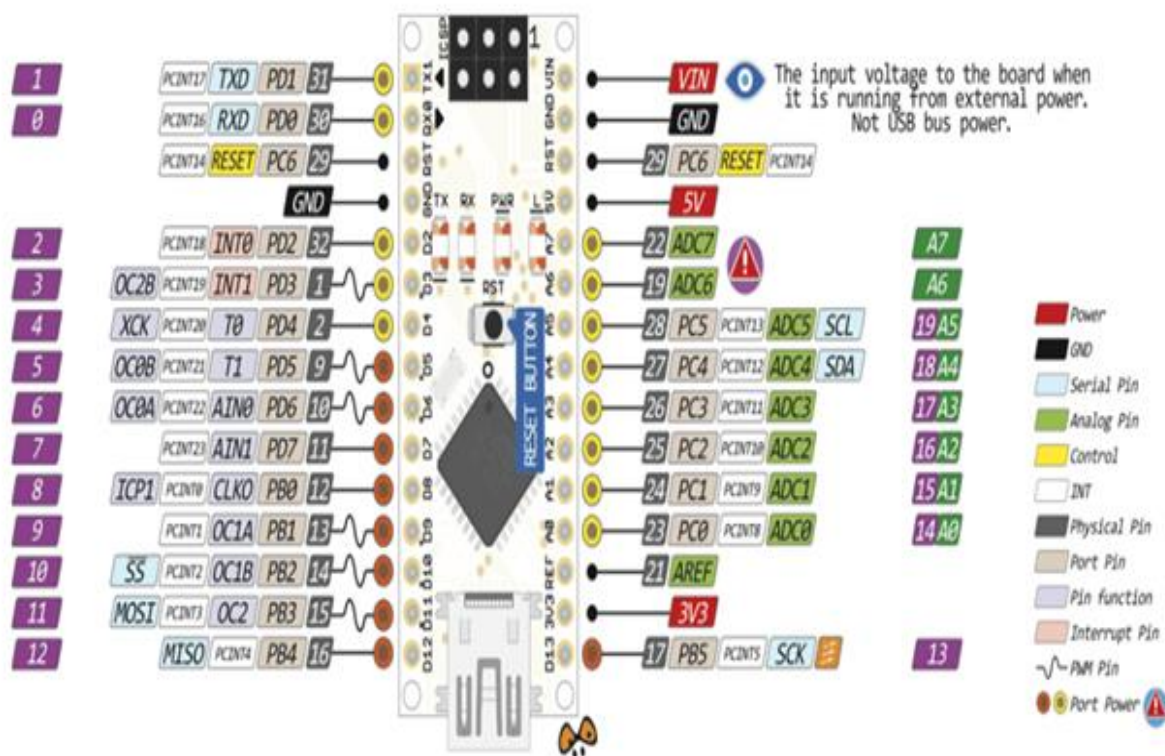 ICSP
1
1 PCINT17 TXD PD1 31 TX1 VIN VIN
The input voltage to the board when
it is running from external power.
Not USB bus power.
0 PCINT16 RXD PD0 30 RX0 GND GND
PCINT14 RESET PC6 29 RST RST 29 PC6 RESET PCINT14
GND GND 5V 5V
TX RX PWR L
2 PCINT18 INT0 PD2 32 D2 A7 22 ADC7 A7
3 OC2B PCINT19 INT1 PD3 1 D3 A6 19 ADC6 A6
RST
RESET BUTTON
4 XCK PCINT20 T0 PD4 2 D4 A5 28 PC5 PCINT13 ADC5 SCL 19 A5
5 OC0B PCINT21 T1 PD5 9 D5 A4 27 PC4 PCINT12 ADC4 SDA 18 A4
6 OC0A PCINT22 AIN0 PD6 10 D6 A3 26 PC3 PCINT11 ADC3 17 A3
7 PCINT23 AIN1 PD7 11 D7 A2 25 PC2 PCINT10 ADC2 16 A2
8 ICP1 PCINT0 CLKO PB0 12 D8 A1 24 PC1 PCINT9 ADC1 15 A1
9 PCINT1 OC1A PB1 13 D9 A0 23 PC0 PCINT8 ADC0 14 A0
10 SS PCINT2 OC1B PB2 14 D10 REF 21 AREF
11 MOSI PCINT3 OC2 PB3 15 D11 3V3 3V3
12 MISO PCINT4 PB4 16 D12 D13 17 PB5 PCINT5 SCK 13
Power
GND
Serial Pin
Analog Pin
Control
INT
Physical Pin
Port Pin
Pin function
Interrupt Pin
PWM Pin
Port Power